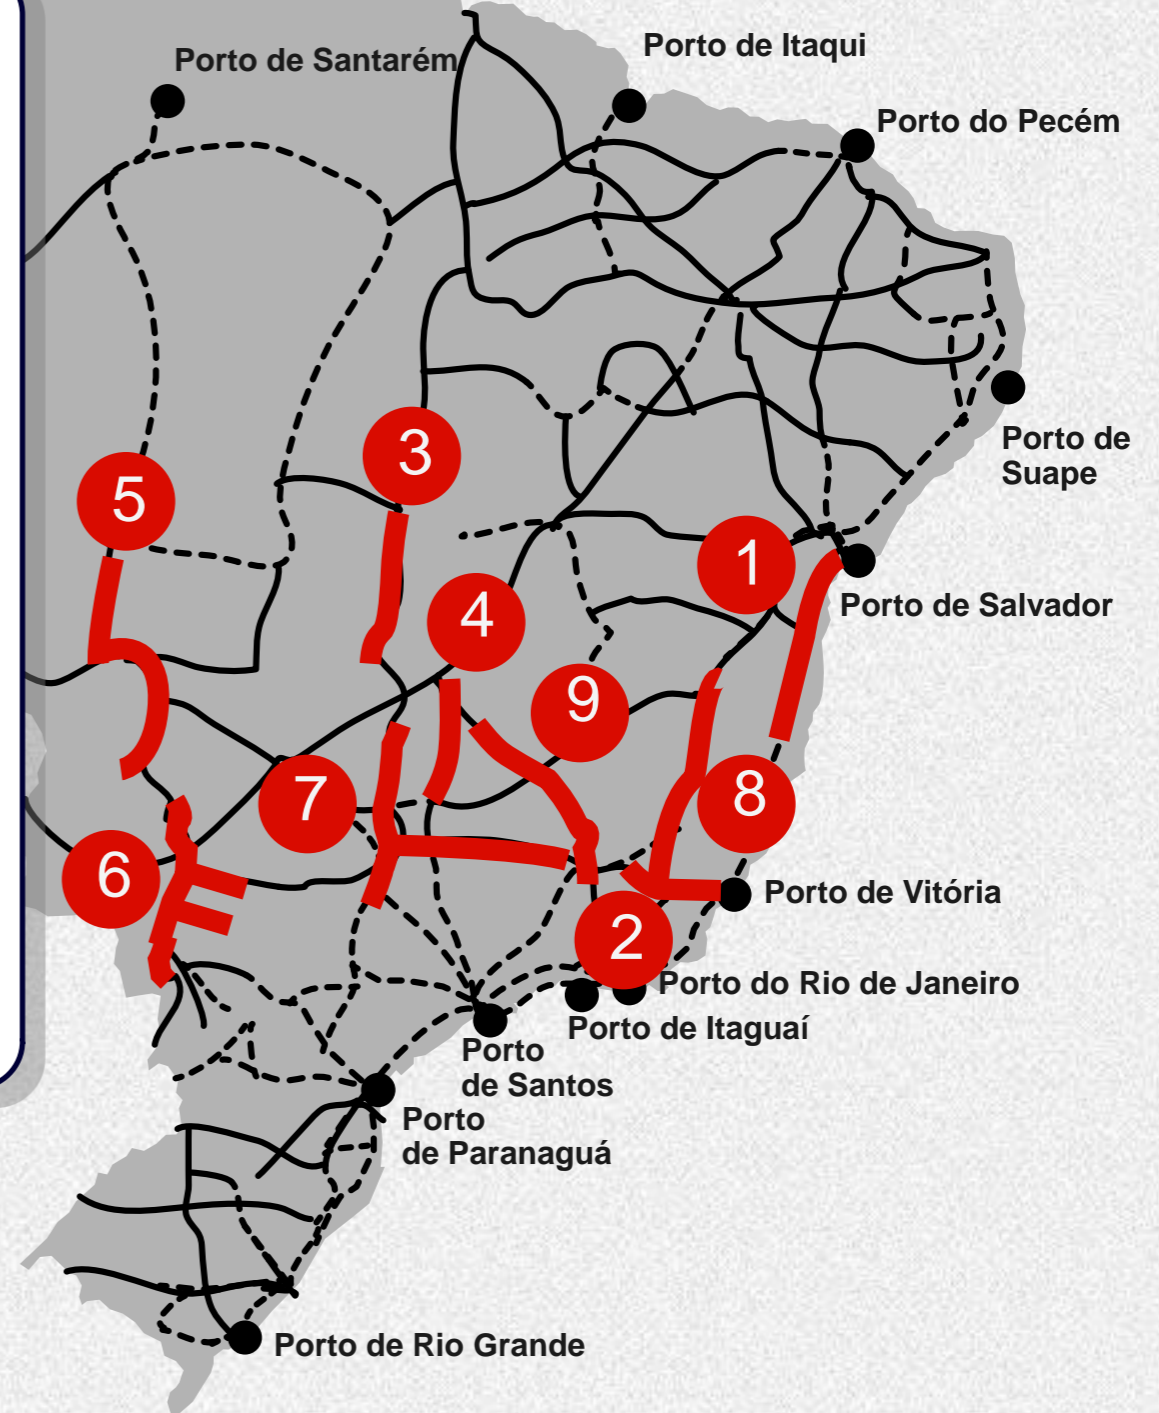 Porto de Itaqui
Porto de Santarém
Porto do Pecém
3
Porto de
Suape
5
1
Porto de Salvador
4
9
7
8
6
Porto de Vitória
2
Porto do Rio de Janeiro
Porto de Itaguaí
Porto
de Santos
Porto
de Paranaguá
Porto de Rio Grande